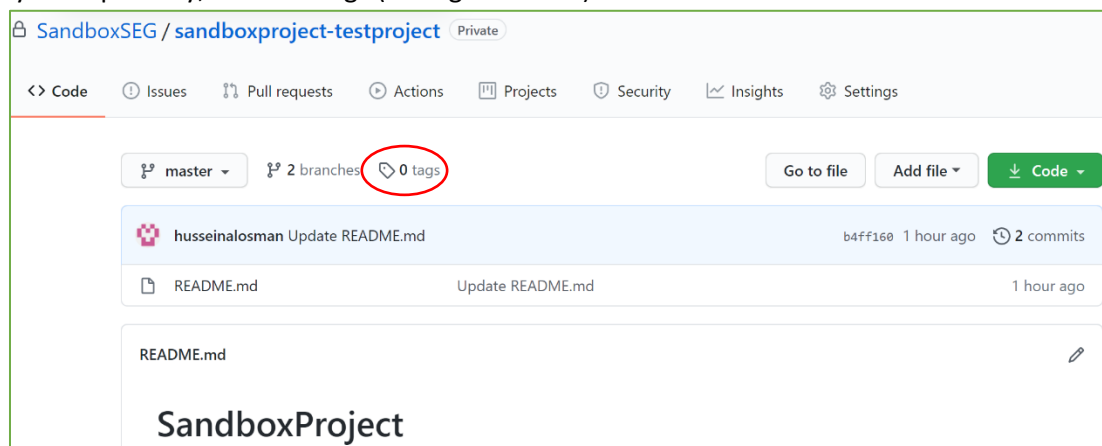 SandboxSEG / sandboxproject-testproject Private
<> Code Issues Pull requests Actions Projects Security Insights Settings
master 2 branches 0 tags Go to file Add file Code
husseinalosman Update README.md b4ff160 1 hour ago 2 commits
README.md Update README.md 1 hour ago
README.md
SandboxProject